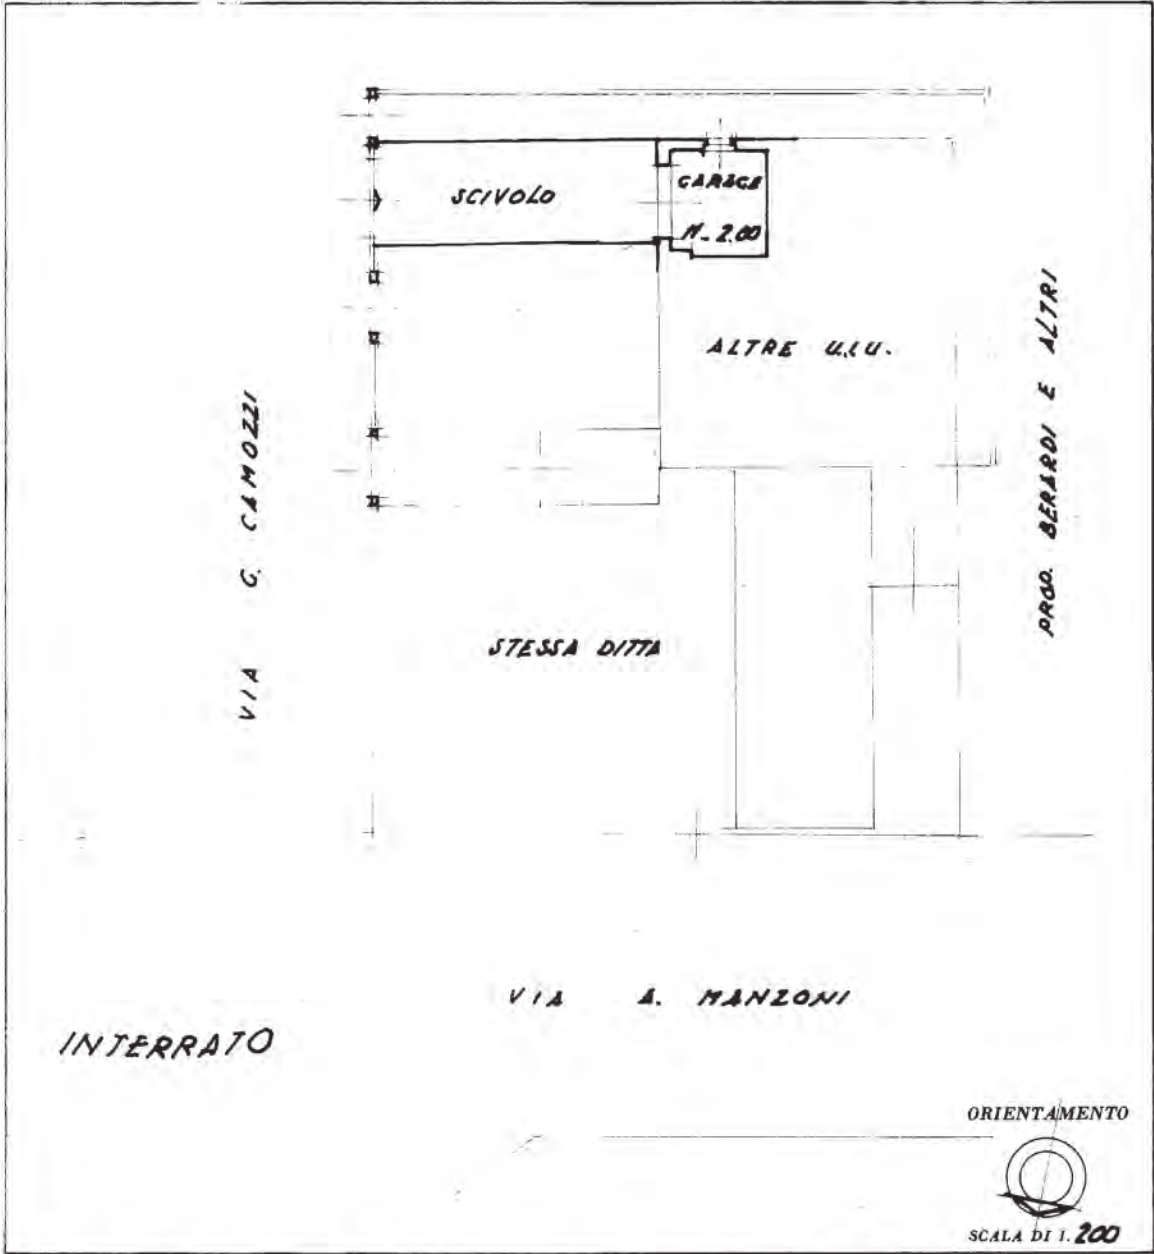 SCIVOLO
GARAGE
H=2.00
ALTRE U.I.U.
VIA G. CAMOZZI
PROP. BERARDI E ALTRI
STESSA DITTA
VIA A. MANZONI
INTERRATO
ORIENTAMENTO
SCALA DI 1.200